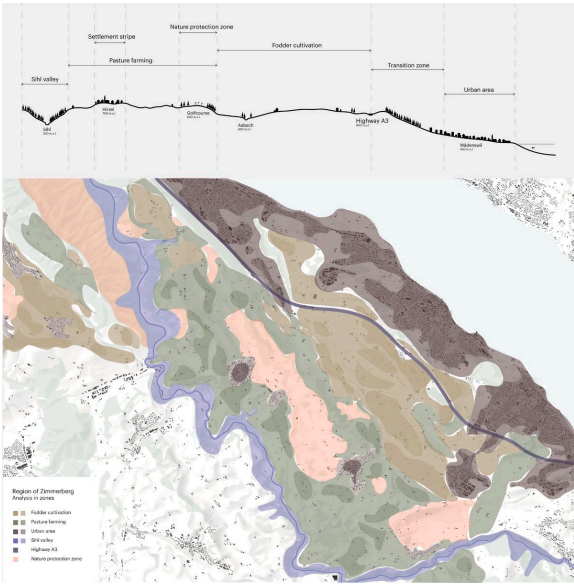 Nature protection zone
Settlement stripe
Fodder cultivation
Pasture farming
Transition zone
Sihl valley
Urban area
Hirzel
Golfcourse
Highway A3
Sihl
Aabach
Wädenswil
Region of Zimmerberg
Analysis in zones
Fodder cultivation
Pasture farming
Urban area
Sihl valley
Highway A3
Nature protection zone